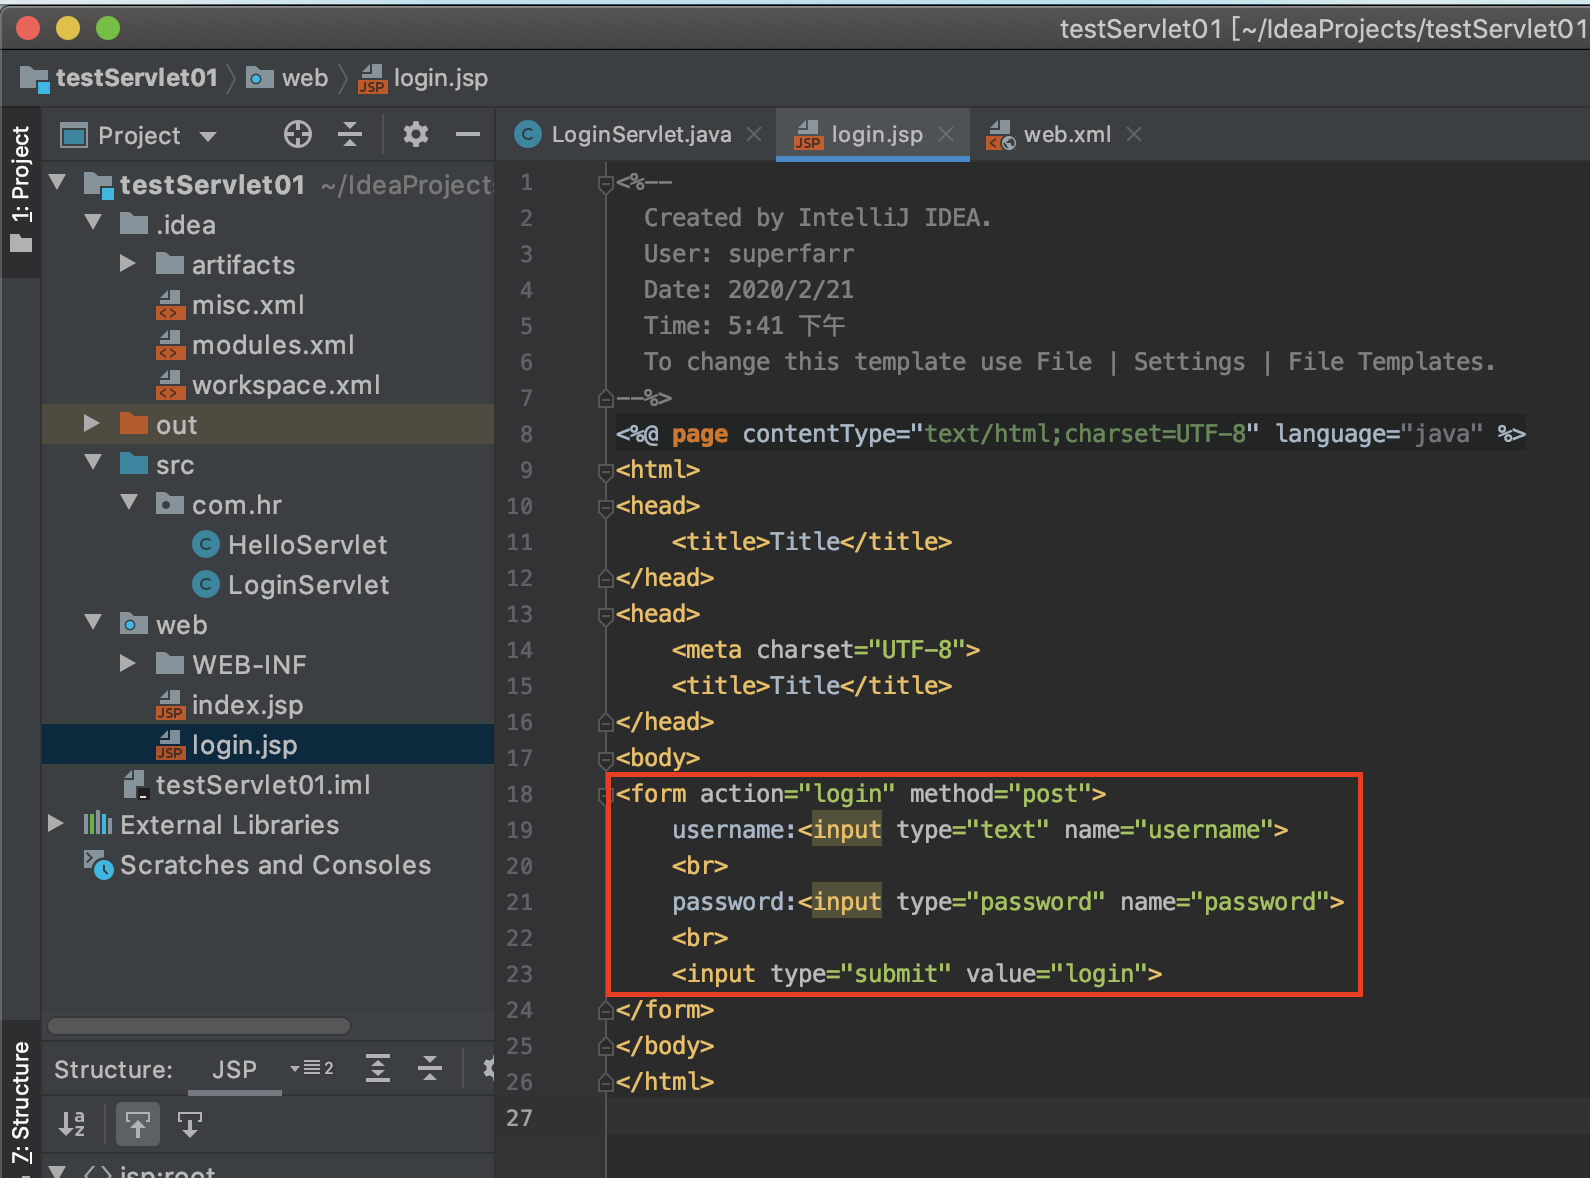 testServlet01 [~/IdeaProjects/testServlet01
testServlet01 web login.jsp
1: Project
Project
LoginServlet.java login.jsp web.xml
testServlet01 ~/IdeaProjects
.idea
artifacts
misc.xml
modules.xml
workspace.xml
out
src
com.hr
HelloServlet
LoginServlet
web
WEB-INF
index.jsp
login.jsp
testServlet01.iml
External Libraries
Scratches and Consoles
1 <%--
2 Created by IntelliJ IDEA.
3 User: superfarr
4 Date: 2020/2/21
5 Time: 5:41 下午
6 To change this template use File | Settings | File Templates.
7 --%>
8 <%@ page contentType="text/html;charset=UTF-8" language="java" %>
9 <html>
10 <head>
11 <title>Title</title>
12 </head>
13 <head>
14 <meta charset="UTF-8">
15 <title>Title</title>
16 </head>
17 <body>
18 <form action="login" method="post">
19 username:<input type="text" name="username">
20 <br>
21 password:<input type="password" name="password">
22 <br>
23 <input type="submit" value="login">
24 </form>
25 </body>
26 </html>
27
7: Structure
Structure: JSP 2
jsp:root